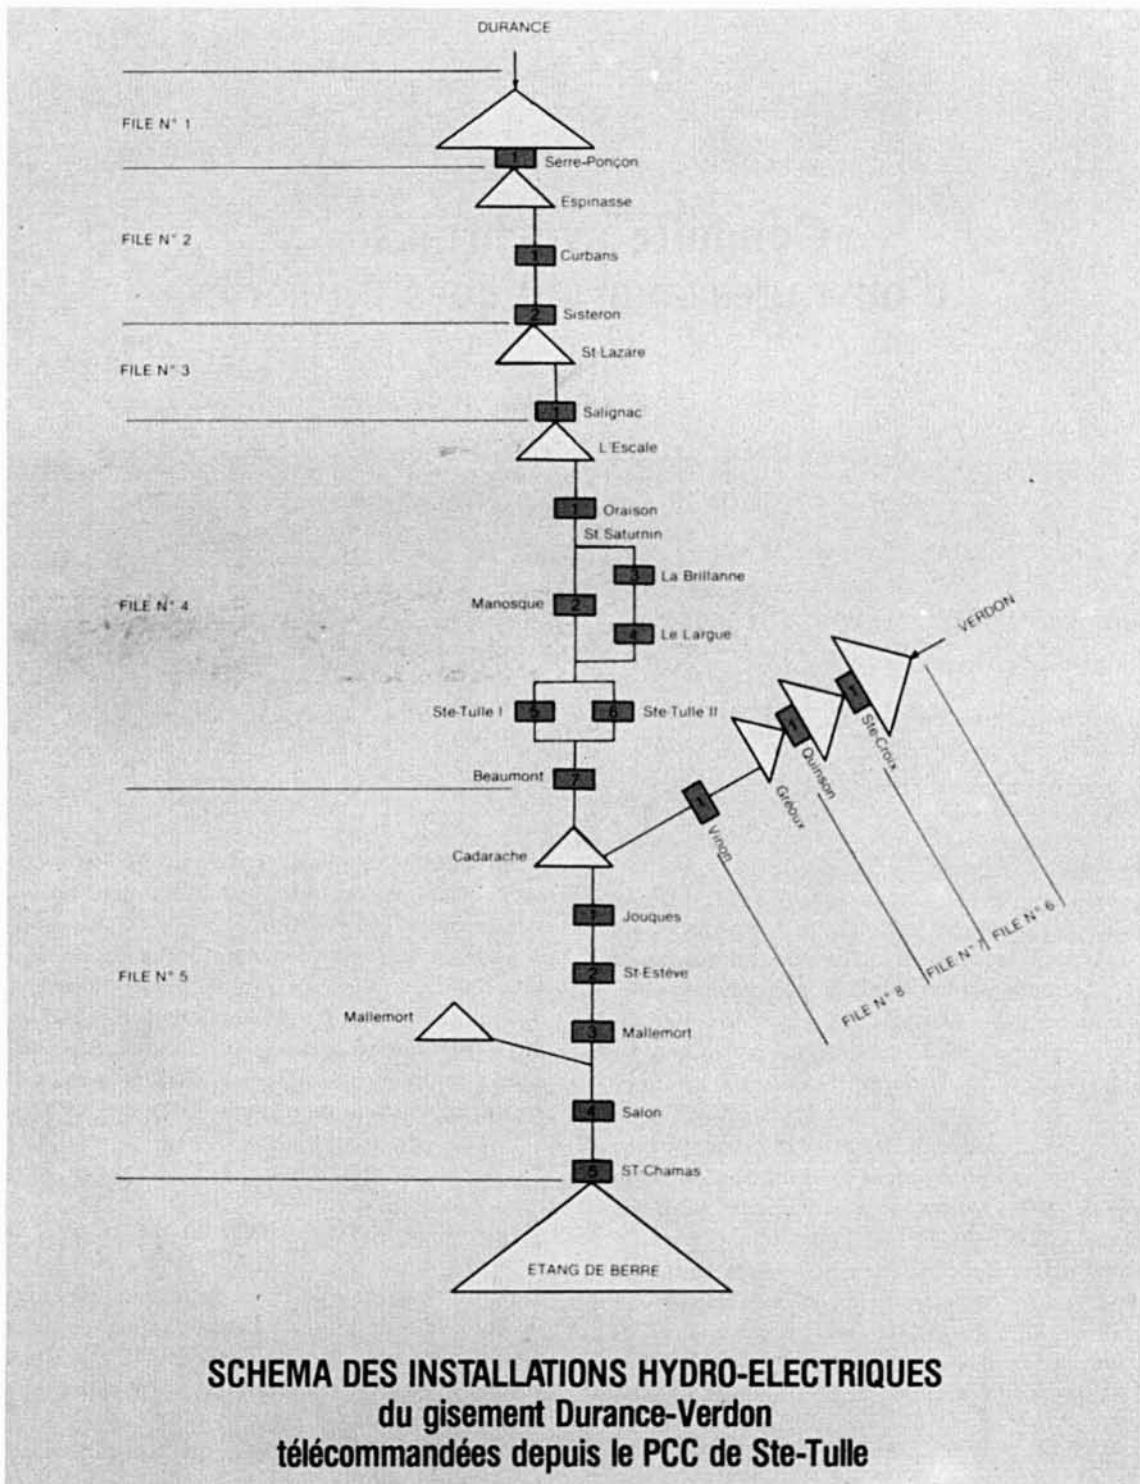 DURANCE
FILE N° 1
1
Serre-Ponçon
Espinasse
FILE N° 2
1
Curbans
2
Sisteron
St-Lazare
FILE N° 3
1
Salignac
L'Escale
1
Oraison
St Saturnin
3
La Brillanne
FILE N° 4
Manosque
2
4
Le Largue
VERDON
1
Ste-Croix
1
Quinson
Gréoux
Ste-Tulle I
5
6
Ste-Tulle II
Beaumont
7
1
Vinon
Cadarache
1
Jouques
FILE N° 6
FILE N° 7
FILE N° 8
FILE N° 5
2
St-Estève
Mallemort
3
Mallemort
4
Salon
5
ST-Chamas
ETANG DE BERRE
SCHEMA DES INSTALLATIONS HYDRO-ELECTRIQUES
du gisement Durance-Verdon
télécommandées depuis le PCC de Ste-Tulle